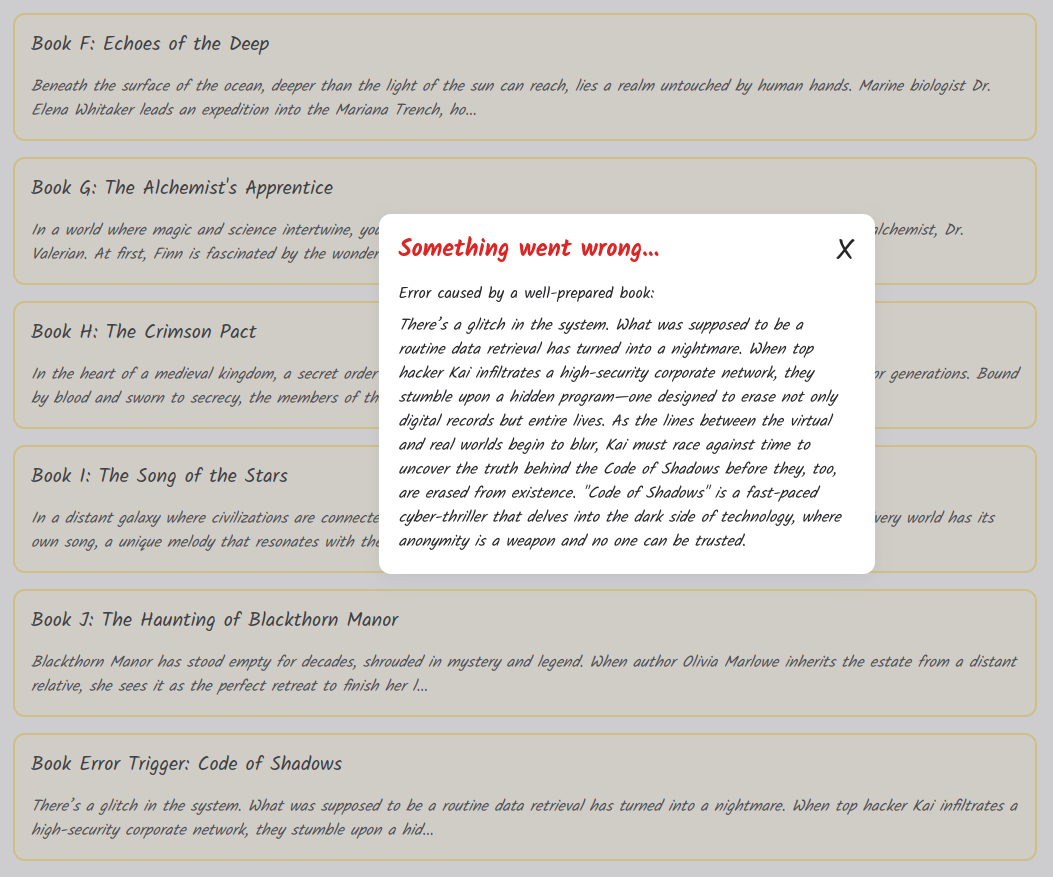 Book F: Echoes of the Deep
Beneath the surface of the ocean, deeper than the light of the sun can reach, lies a realm untouched by human hands. Marine biologist Dr.
Elena Whitaker leads an expedition into the Mariana Trench, ho...
Book G: The Alchemist's Apprentice
In a world where magic and science intertwine, alchemist, Dr.
Valerian. At first, Finn is fascinated by the wonder
Book H: The Crimson Pact
In the heart of a medieval kingdom, a secret order generations. Bound
by blood and sworn to secrecy, the members of
Book I: The Song of the Stars
In a distant galaxy where civilizations are world has its
own song, a unique melody that resonates with the
Something went wrong...
X
Error caused by a well-prepared book:
There’s a glitch in the system. What was supposed to be a
routine data retrieval has turned into a nightmare. When top
hacker Kai infiltrates a high-security corporate network, they
stumble upon a hidden program—one designed to erase not only
digital records but entire lives. As the lines between the virtual
and real worlds begin to blur, Kai must race against time to
uncover the truth behind the Code of Shadows before they, too,
are erased from existence. "Code of Shadows" is a fast-paced
cyber-thriller that delves into the dark side of technology, where
anonymity is a weapon and no one can be trusted.
Book J: The Haunting of Blackthorn Manor
Blackthorn Manor has stood empty for decades, shrouded in mystery and legend. When author Olivia Marlowe inherits the estate from a distant
relative, she sees it as the perfect retreat to finish her l...
Book Error Trigger: Code of Shadows
There’s a glitch in the system. What was supposed to be a routine data retrieval has turned into a nightmare. When top hacker Kai infiltrates a
high-security corporate network, they stumble upon a hid...